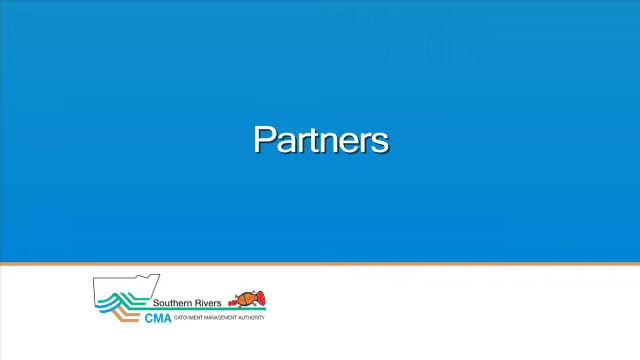 Partners
Southern Rivers
CMA CATCHMENT MANAGEMENT AUTHORITY